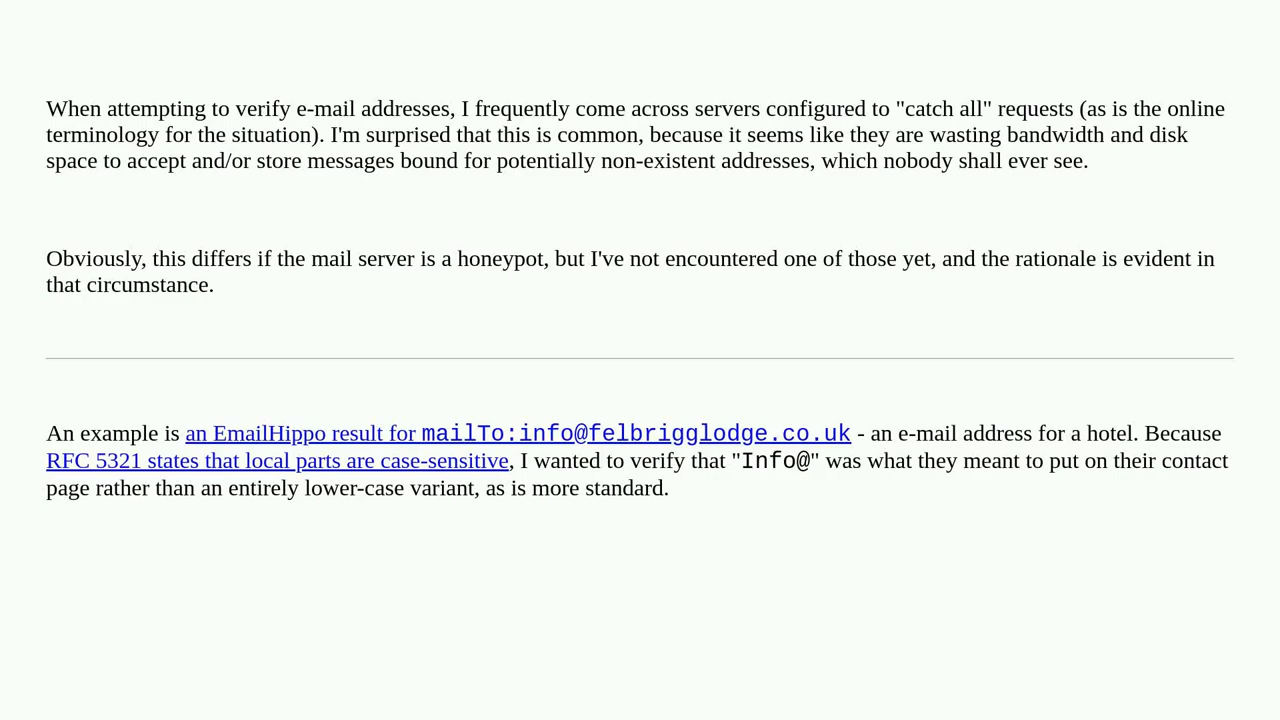 When attempting to verify e-mail addresses, I frequently come across servers configured to "catch all" requests (as is the online
terminology for the situation). I'm surprised that this is common, because it seems like they are wasting bandwidth and disk
space to accept and/or store messages bound for potentially non-existent addresses, which nobody shall ever see.
Obviously, this differs if the mail server is a honeypot, but I've not encountered one of those yet, and the rationale is evident in
that circumstance.
An example is an EmailHippo result for mailTo:info@felbrigglodge.co.uk - an e-mail address for a hotel. Because
RFC 5321 states that local parts are case-sensitive, I wanted to verify that "Info@" was what they meant to put on their contact
page rather than an entirely lower-case variant, as is more standard.